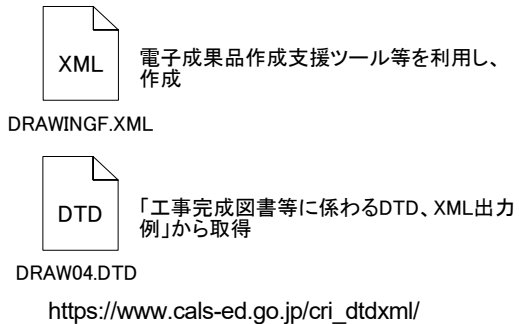 XML
電子成果品作成支援ツール等を利用し、
作成
DRAWINGF.XML
DTD
「工事完成図書等に係わるDTD、XML出力
例」から取得
DRAW04.DTD
https://www.cals-ed.go.jp/cri_dtdxml/